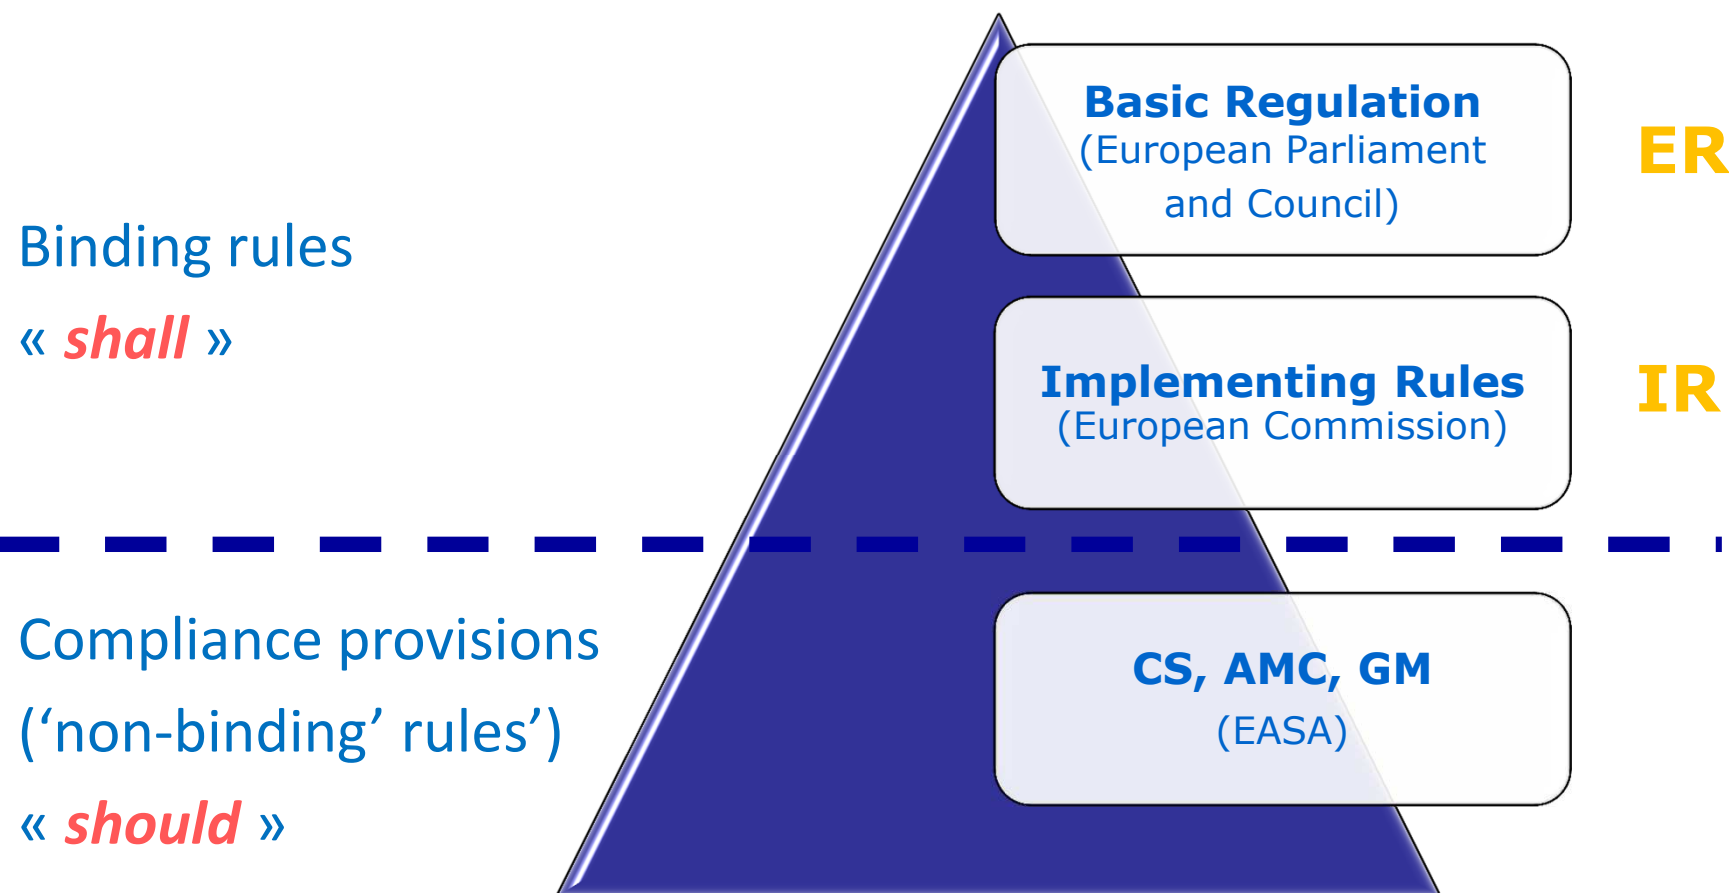 Basic Regulation
(European Parliament
and Council)
ER
Binding rules
« shall »
Implementing Rules
(European Commission)
IR
Compliance provisions
(‘non-binding’ rules’)
« should »
CS, AMC, GM
(EASA)